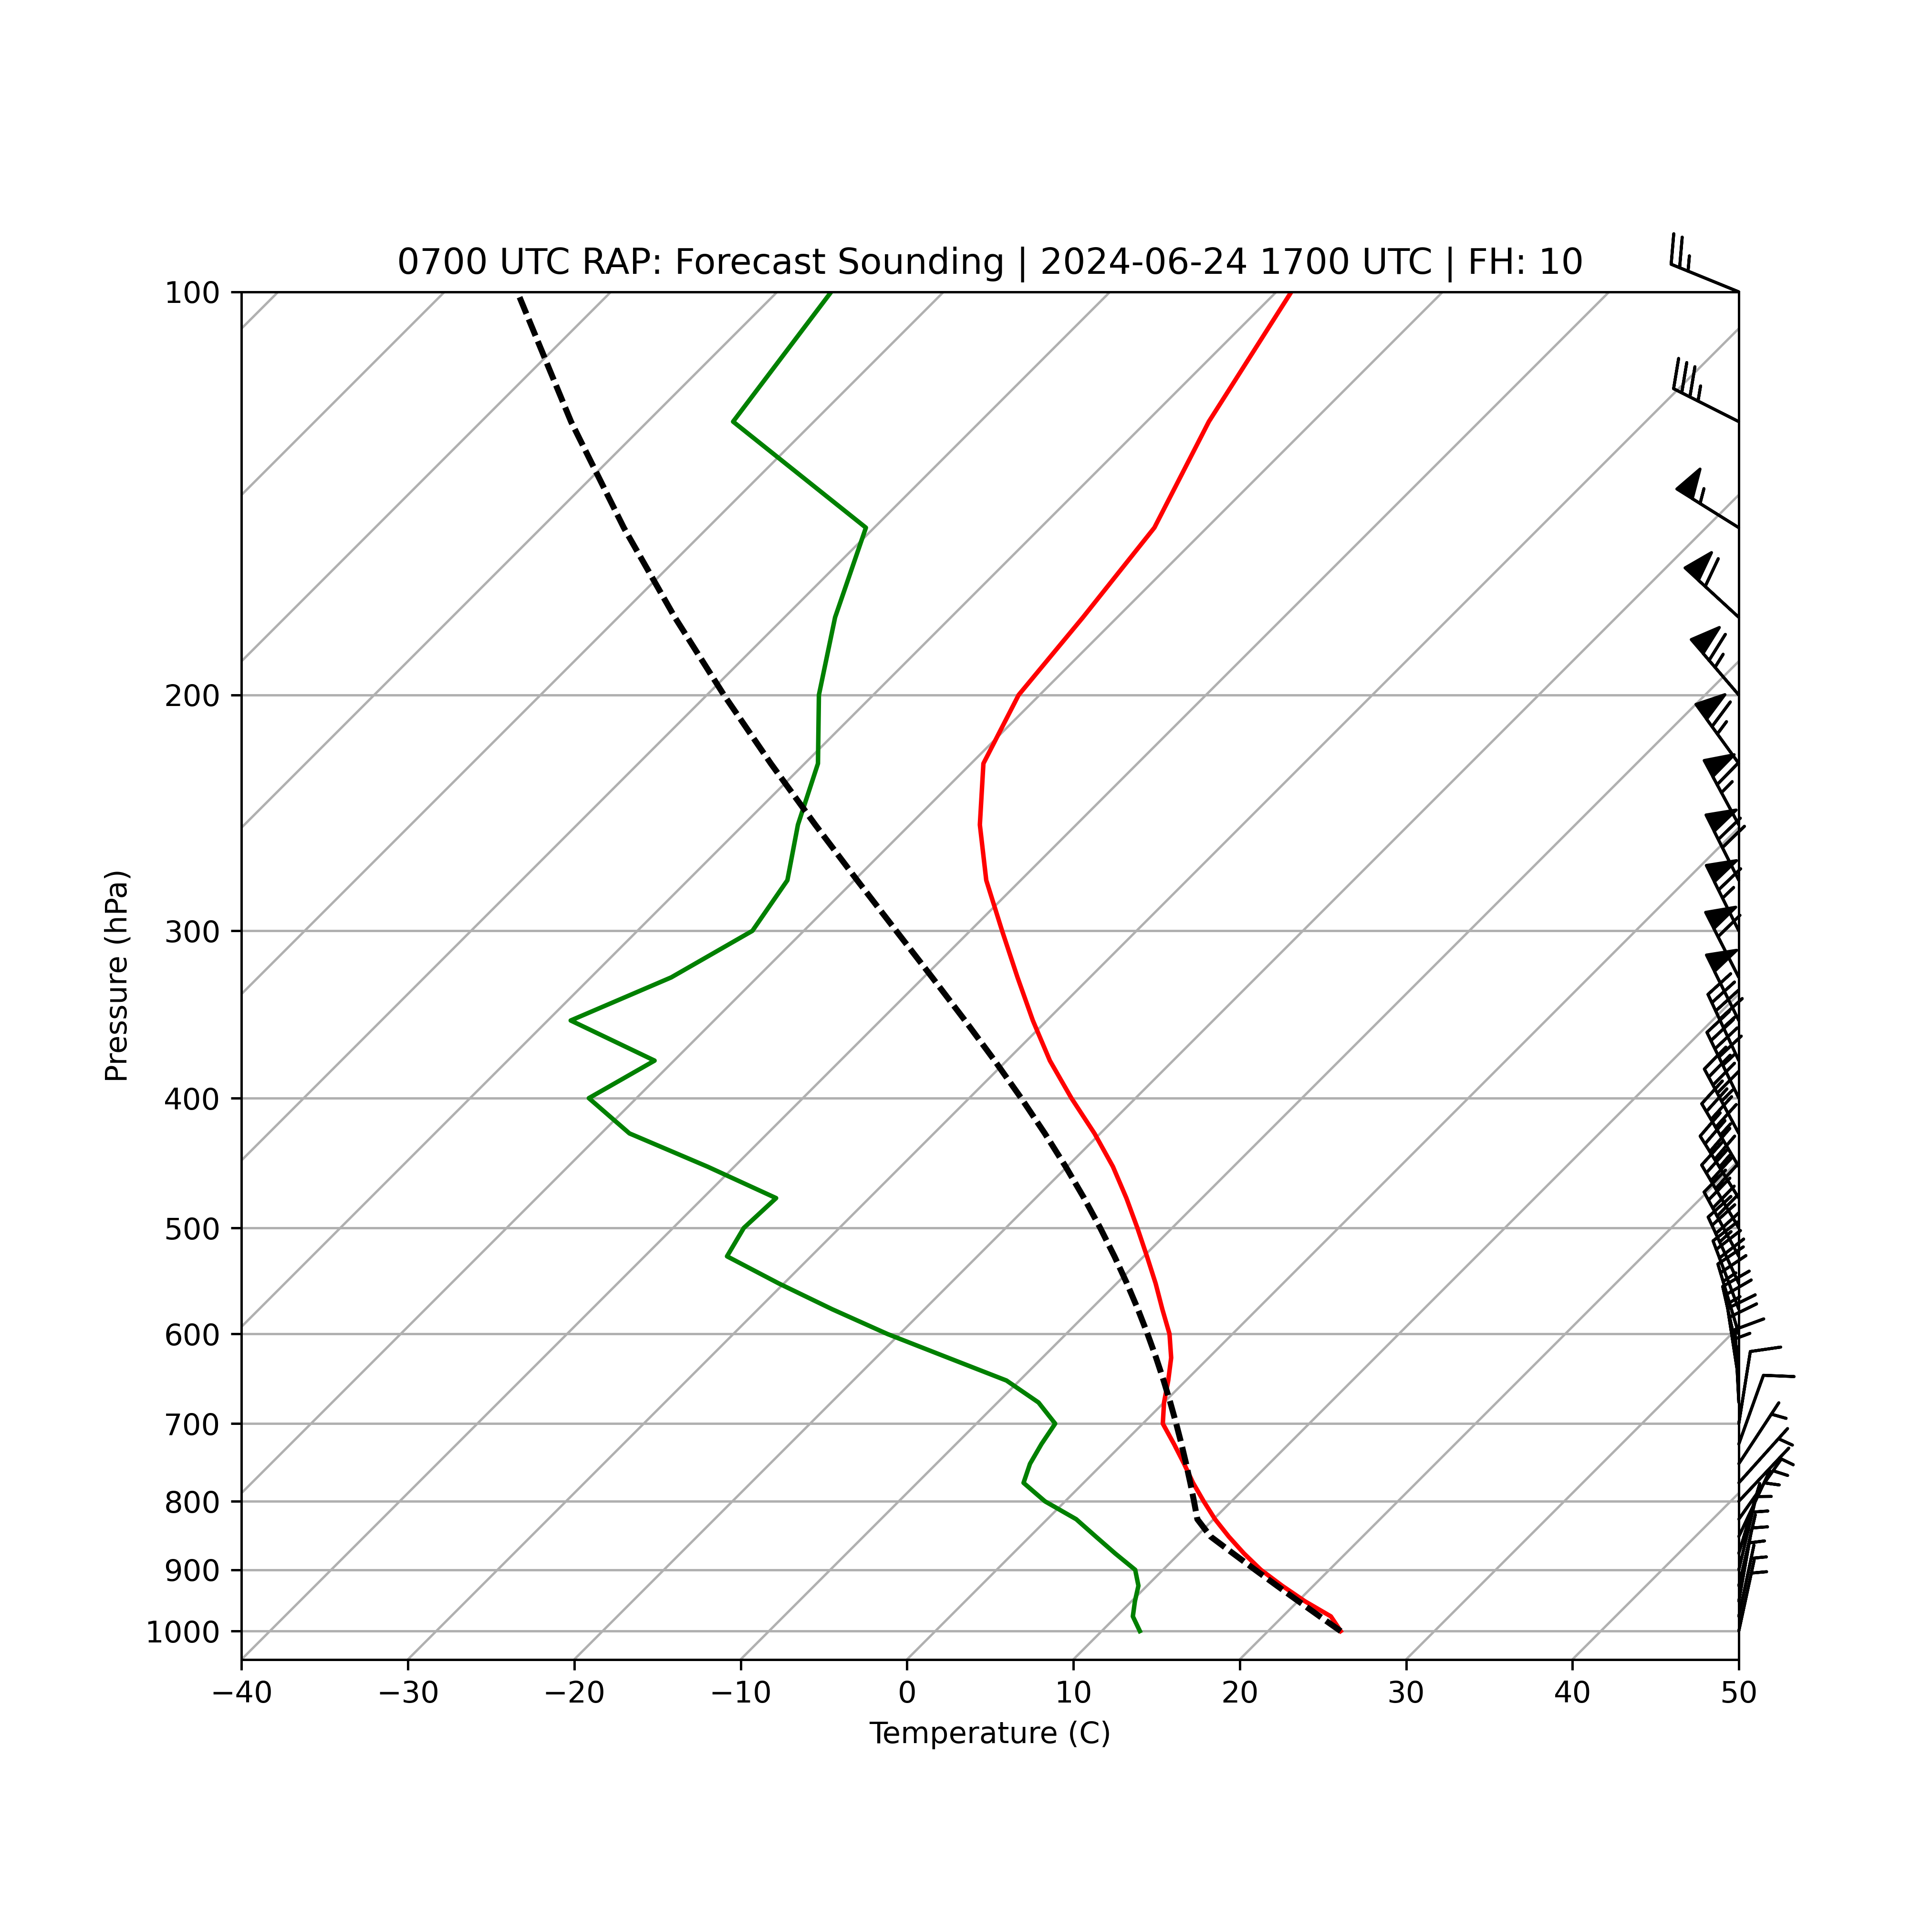 0700 UTC RAP: Forecast Sounding | 2024-06-24 1700 UTC | FH: 10
100
200
300
400
500
600
700
800
900
1000
Pressure (hPa)
−40 −30 −20 −10 0 10 20 30 40 50
Temperature (C)